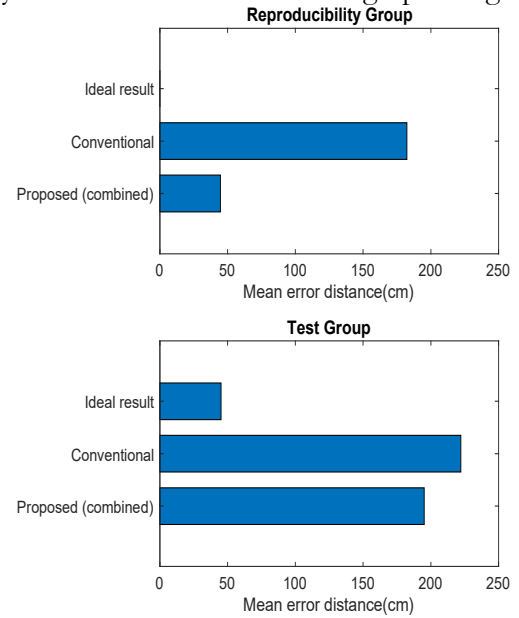 Reproducibility Group
Ideal result
Conventional
Proposed (combined)
0 50 100 150 200 250
Mean error distance(cm)
Test Group
Ideal result
Conventional
Proposed (combined)
0 50 100 150 200 250
Mean error distance(cm)